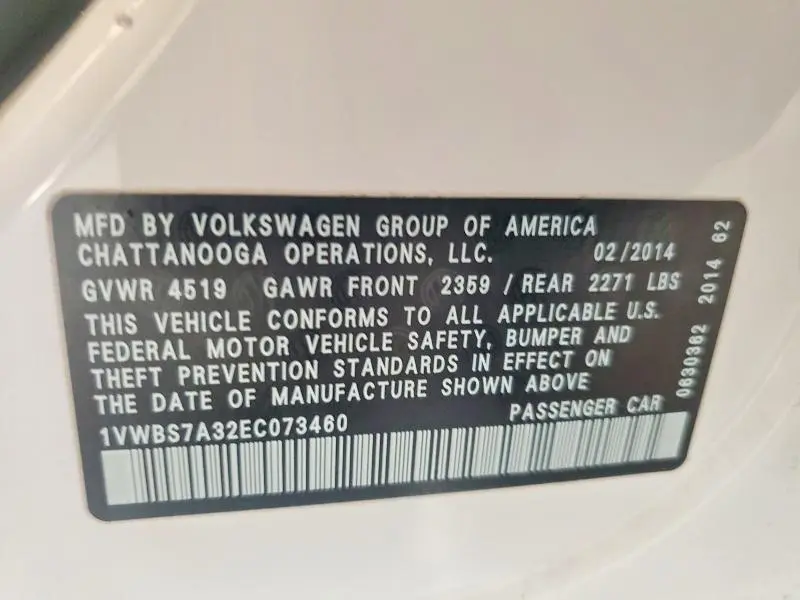 MFD BY VOLKSWAGEN GROUP OF AMERICA
CHATTANOOGA OPERATIONS, LLC. 02/2014
GVWR 4519 GAWR FRONT 2359 / REAR 2271 LBS
THIS VEHICLE CONFORMS TO ALL APPLICABLE U.S.
FEDERAL MOTOR VEHICLE SAFETY, BUMPER AND
THEFT PREVENTION STANDARDS IN EFFECT ON
THE DATE OF MANUFACTURE SHOWN ABOVE
PASSENGER CAR
1VWBS7A32EC073460
0630362 2014 62